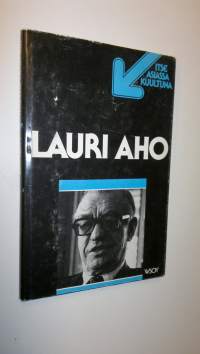 ITSE
ASIASSA
KUULTUNA
LAURI AHO
WSOY